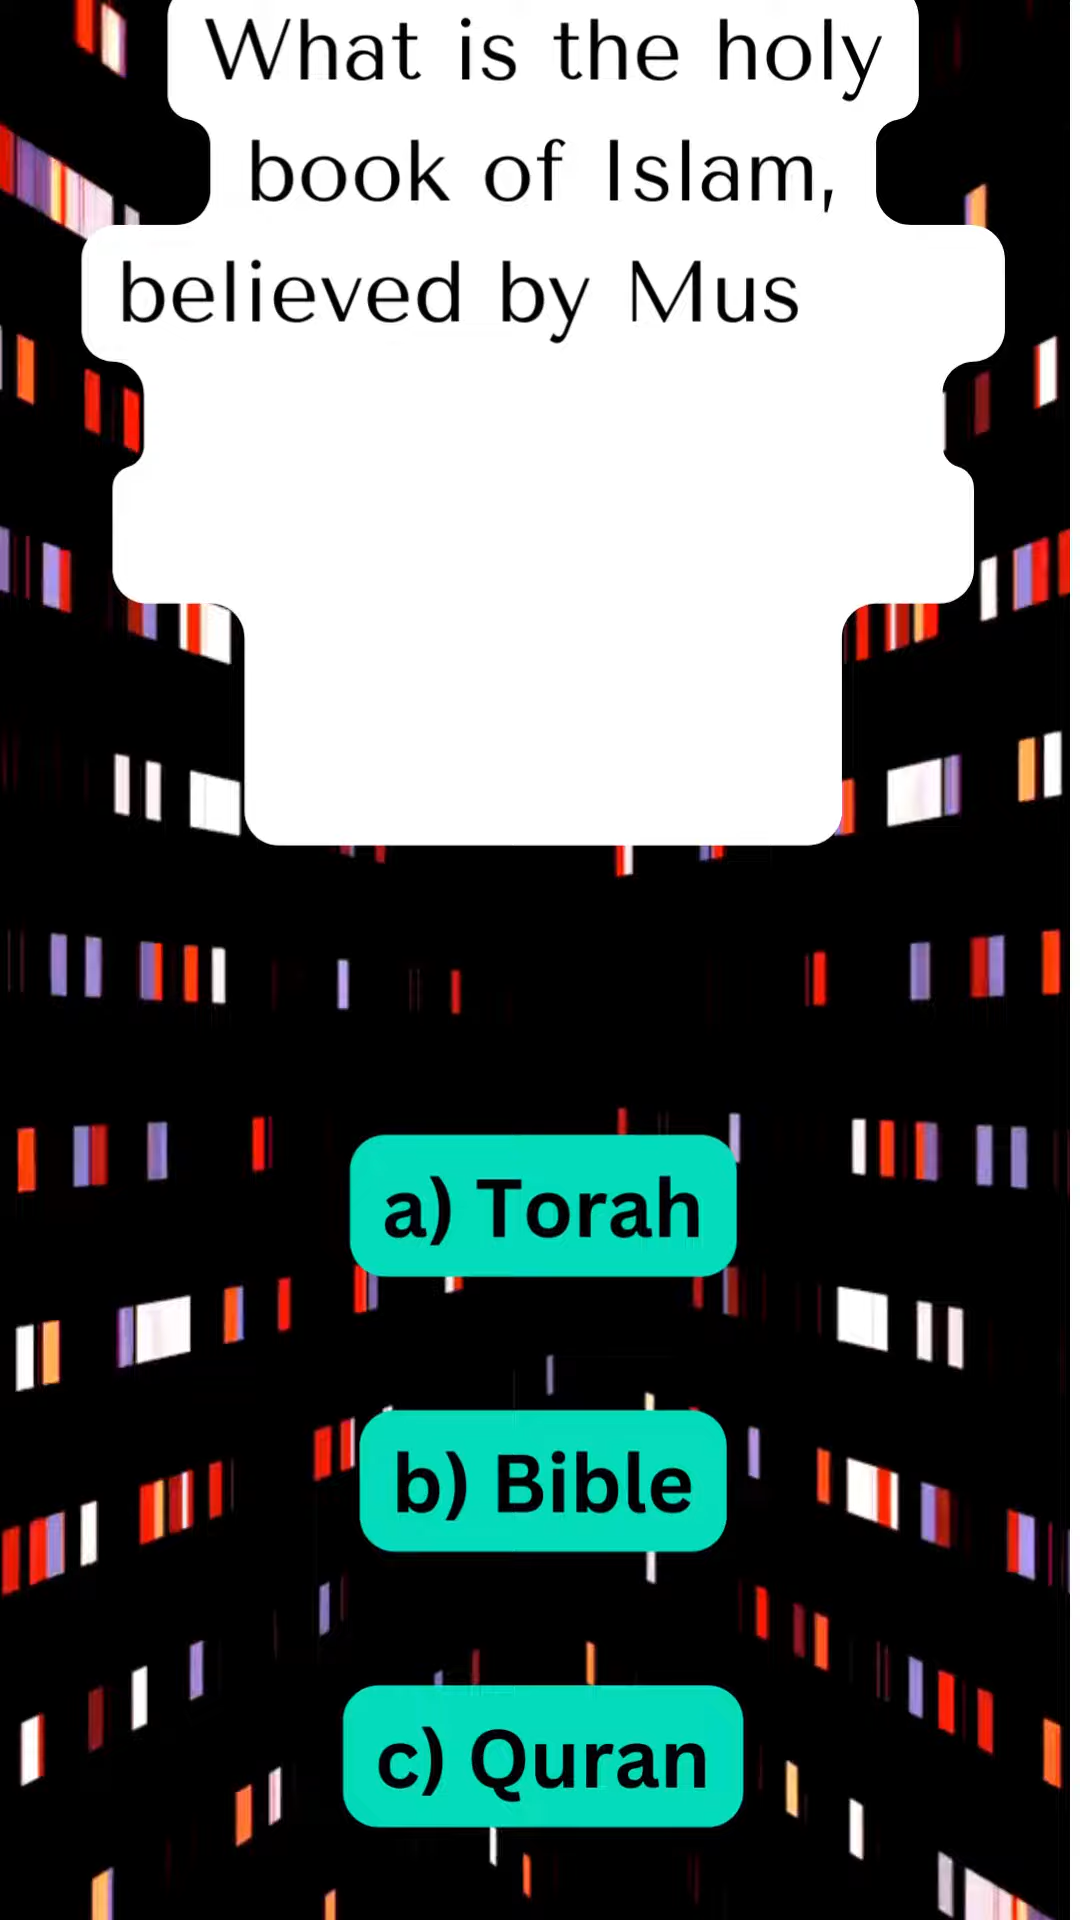 What is the holy
book of Islam,
believed by Mus
a) Torah
b) Bible
c) Quran